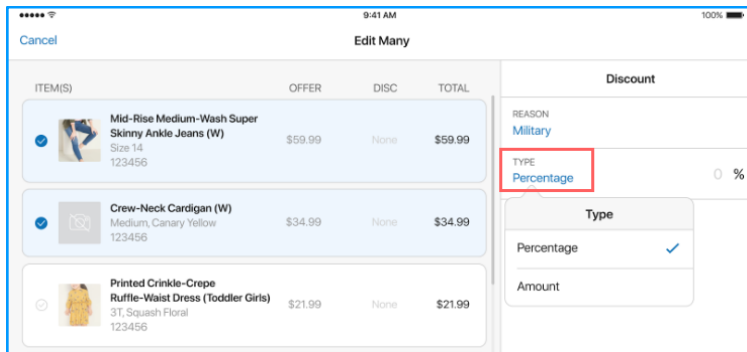 9:41 AM
100%
Cancel
Edit Many
ITEM(S) OFFER DISC TOTAL
Mid-Rise Medium-Wash Super
Skinny Ankle Jeans (W)
Size 14
123456
$59.99 None $59.99
Crew-Neck Cardigan (W)
Medium, Canary Yellow
123456
$34.99 None $34.99
Printed Crinkle-Crepe
Ruffle-Waist Dress (Toddler Girls)
3T, Squash Floral
123456
$21.99 None $21.99
Discount
REASON
Military
TYPE
Percentage
0 %
Type
Percentage
Amount